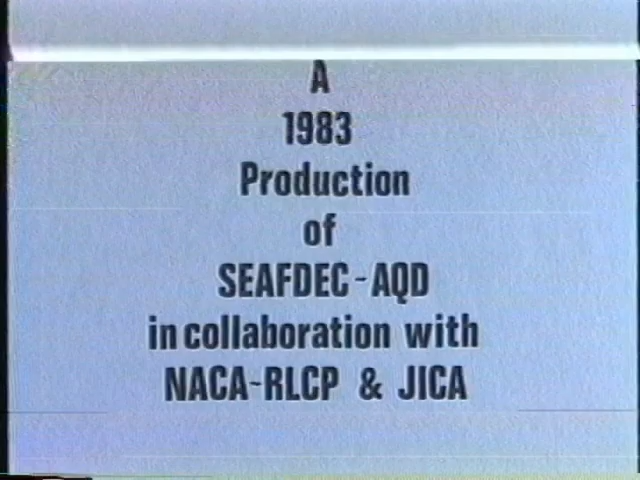 A
1983
Production
of
SEAFDEC-AQD
in collaboration with
NACA-RLCP & JICA